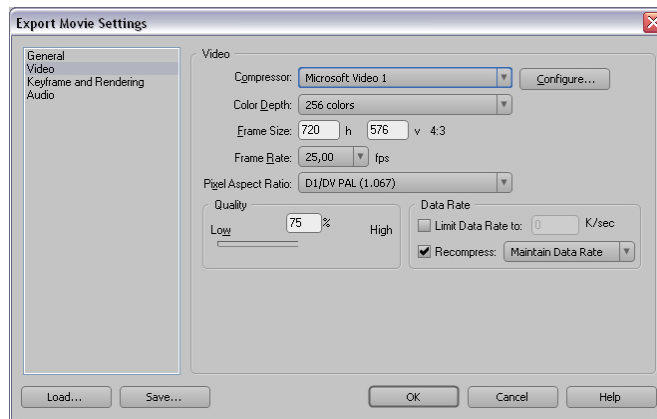 Export Movie Settings
General
Video
Keyframe and Rendering
Audio
Video
Compressor: Microsoft Video 1 Configure...
Color Depth: 256 colors
Frame Size: 720 h 576 v 4:3
Frame Rate: 25,00 fps
Pixel Aspect Ratio: D1/DV PAL (1.067)
Quality
75 %
Low High
Data Rate
Limit Data Rate to: 0 K/sec
Recompress: Maintain Data Rate
Load... Save... OK Cancel Help